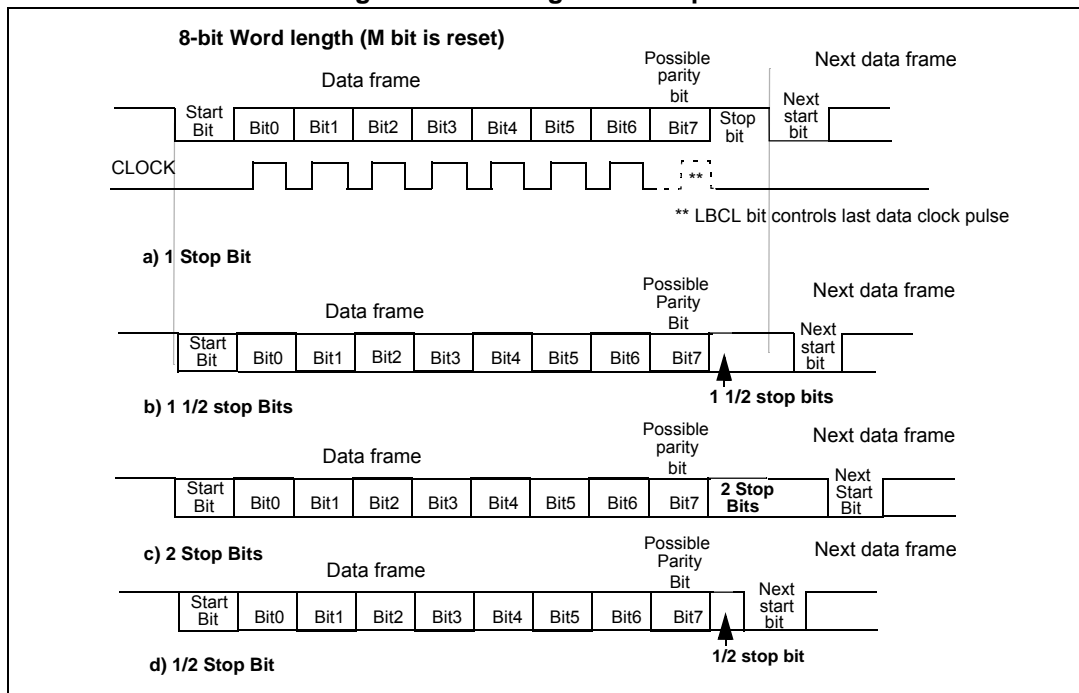 8-bit Word length (M bit is reset)
Possible
parity
bit
Next data frame
Data frame
Start
Bit
Bit0 Bit1 Bit2 Bit3 Bit4 Bit5 Bit6 Bit7
Stop
bit
Next
start
bit
CLOCK
**
** LBCL bit controls last data clock pulse
a) 1 Stop Bit
Possible
Parity
Bit
Next data frame
Data frame
Start
Bit
Bit0 Bit1 Bit2 Bit3 Bit4 Bit5 Bit6 Bit7
Next
start
bit
1 1/2 stop bits
b) 1 1/2 stop Bits
Possible
parity
bit
Next data frame
Data frame
Start
Bit
Bit0 Bit1 Bit2 Bit3 Bit4 Bit5 Bit6 Bit7
2 Stop
Bits
Next
Start
Bit
c) 2 Stop Bits
Possible
Parity
Bit
Next data frame
Data frame
Start
Bit
Bit0 Bit1 Bit2 Bit3 Bit4 Bit5 Bit6 Bit7
Next
start
bit
1/2 stop bit
d) 1/2 Stop Bit